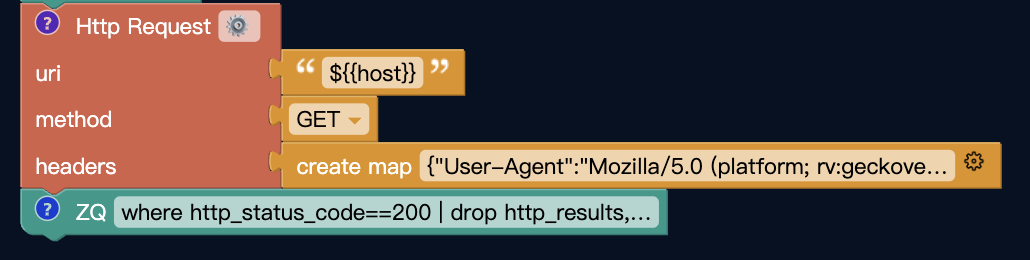 ? Http Request
uri “ ${{host}} ”
method GET
headers create map {"User-Agent":"Mozilla/5.0 (platform; rv:geckove...
? ZQ where http_status_code==200 | drop http_results,...